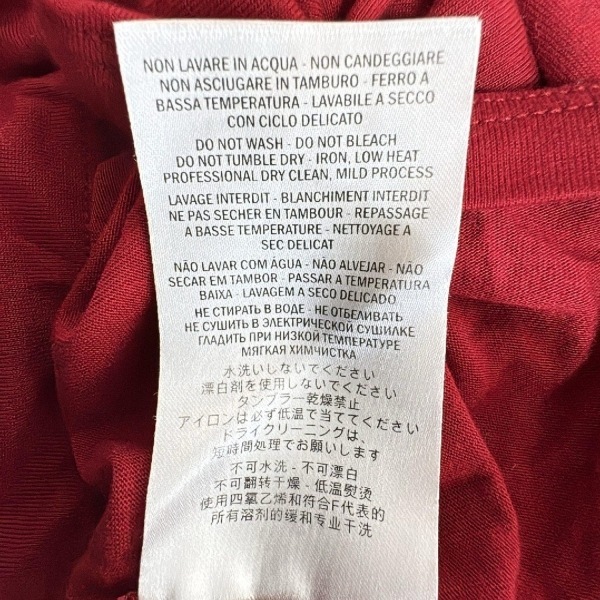 NON LAVARE IN ACQUA - NON CANDEGGIARE
NON ASCIUGARE IN TAMBURO - FERRO A
BASSA TEMPERATURA - LAVABILE A SECCO
CON CICLO DELICATO
DO NOT WASH - DO NOT BLEACH
DO NOT TUMBLE DRY - IRON, LOW HEAT
PROFESSIONAL DRY CLEAN, MILD PROCESS
LAVAGE INTERDIT - BLANCHIMENT INTERDIT
NE PAS SECHER EN TAMBOUR - REPASSAGE
A BASSE TEMPERATURE - NETTOYAGE A
SEC DELICAT
NÃO LAVAR COM ÁGUA - NÃO ALVEJAR - NÃO
SECAR EM TAMBOR - PASSAR A TEMPERATURA
BAIXA - LAVAGEM A SECO DELICADO
НЕ СТИРАТЬ В ВОДЕ - НЕ ОТБЕЛИВАТЬ
НЕ СУШИТЬ В ЭЛЕКТРИЧЕСКОЙ СУШИЛКЕ
ГЛАДИТЬ ПРИ НИЗКОЙ ТЕМПЕРАТУРЕ
МЯГКАЯ ХИМЧИСТКА
水洗いしないでください
漂白剤を使用しないでください
タンブラー乾燥禁止
アイロンは必ず低温で当ててください
ドライクリーニングは、
短時間処理でお願いします
不可水洗 - 不可漂白
不可翻转干燥 - 低温熨烫
使用四氯乙烯和符合F代表的
所有溶剂的缓和专业干洗